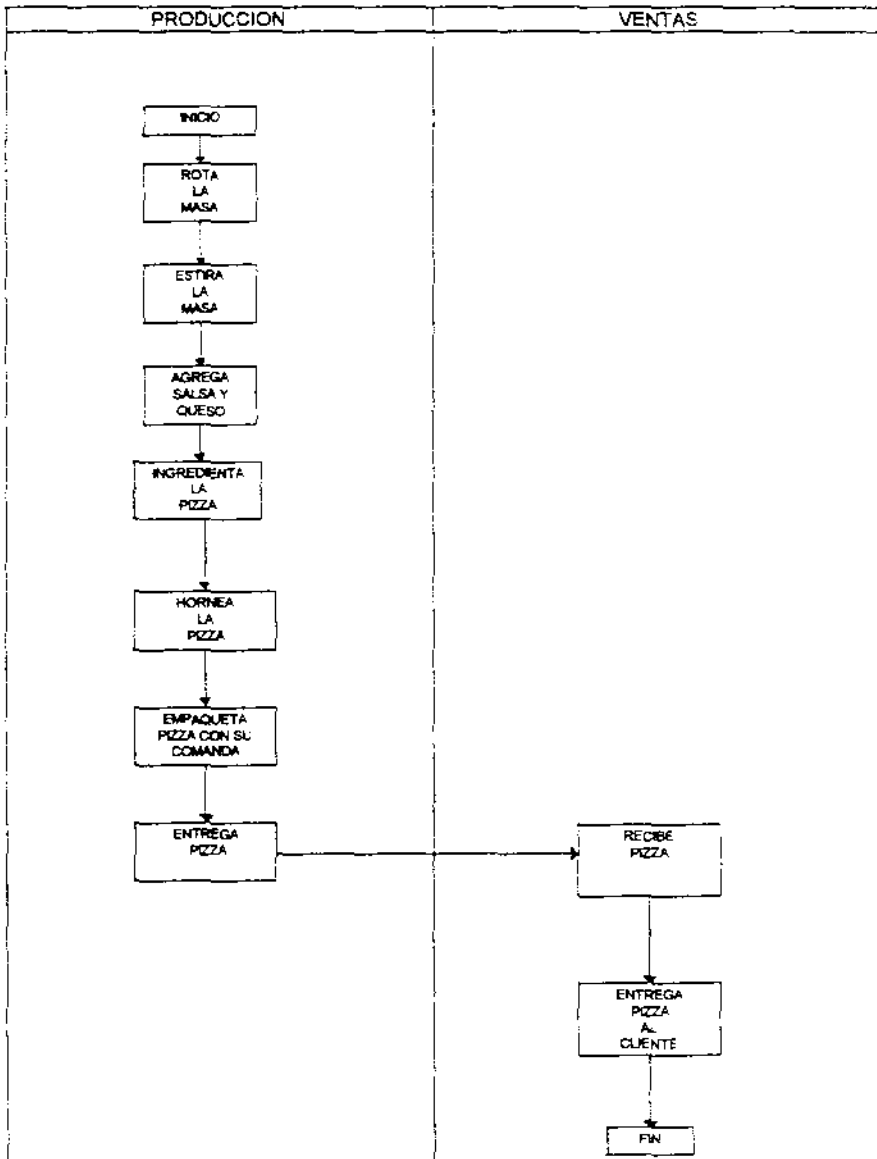 PRODUCCION
VENTAS
INICIO
ROTA
LA
MASA
ESTIRA
LA
MASA
AGREGA
SALSA Y
QUESO
INGREDIENTA
LA
PIZZA
HORNEA
LA
PIZZA
EMPAQUETA
PIZZA CON SU
COMANDA
ENTREGA
PIZZA
RECIBE
PIZZA
ENTREGA
PIZZA
AL
CLIENTE
FIN